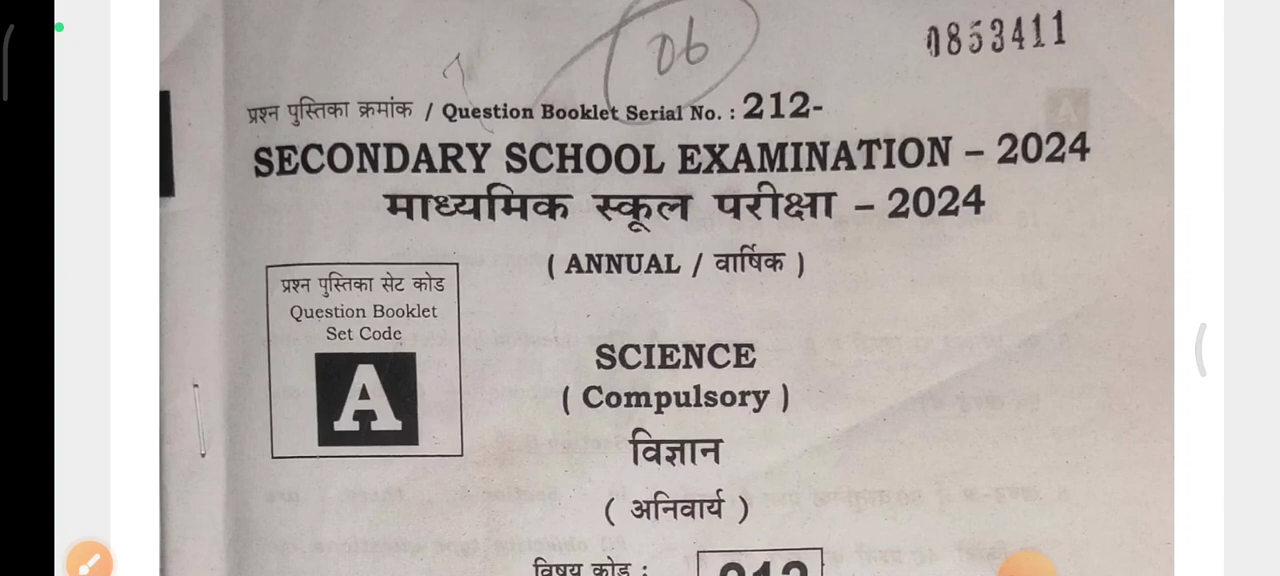 06
0853411
प्रश्न पुस्तिका क्रमांक / Question Booklet Serial No. : 212-
SECONDARY SCHOOL EXAMINATION – 2024
माध्यमिक स्कूल परीक्षा – 2024
( ANNUAL / वार्षिक )
प्रश्न पुस्तिका सेट कोड
Question Booklet
Set Code
A
SCIENCE
( Compulsory )
विज्ञान
( अनिवार्य )
विषय कोड :